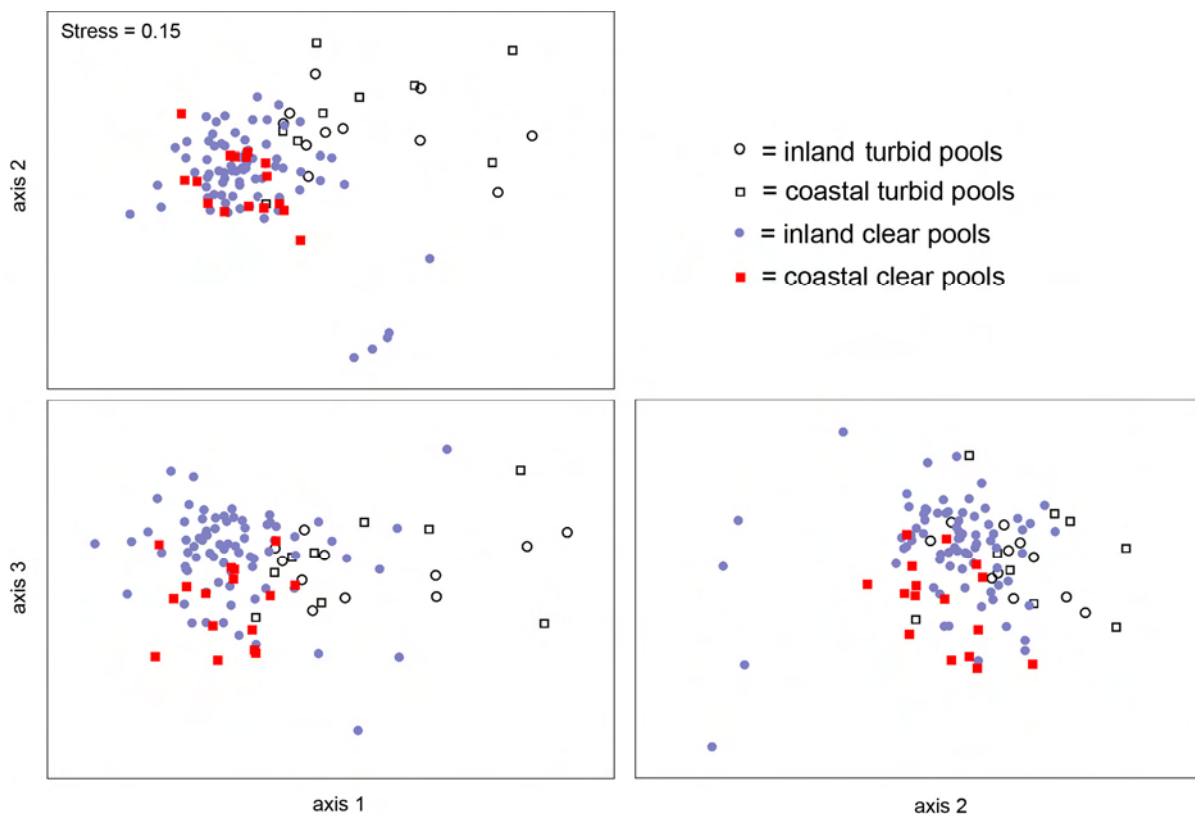 Stress = 0.15
axis 2
= inland turbid pools
= coastal turbid pools
= inland clear pools
= coastal clear pools
axis 3
axis 1
axis 2